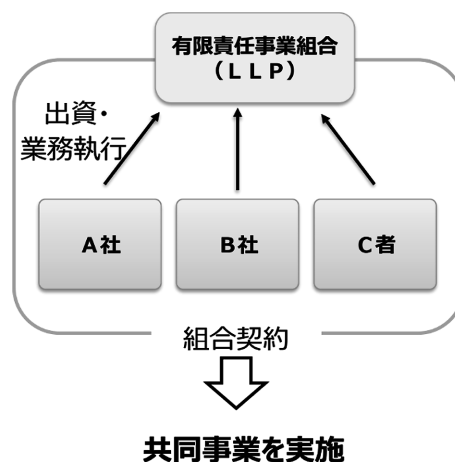 有限責任事業組合
（ＬＬＰ）
出資・
業務執行
A社
B社
C者
組合契約
共同事業を実施